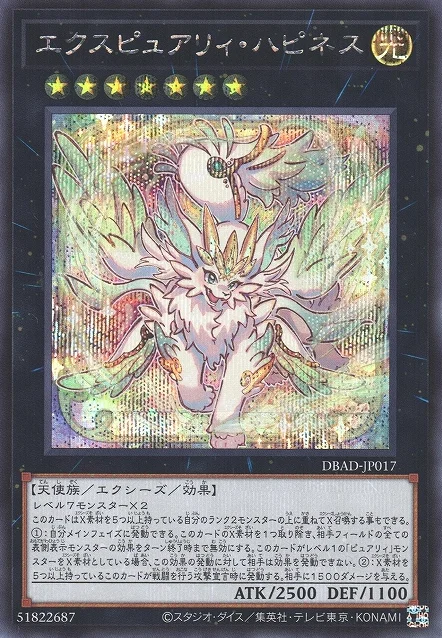 エクスピュアリィ・ハピネス
光
DBAD-JP017
【天使族／エクシーズ／効果】
レベル７モンスター×２
このカードはX素材を５つ以上持っている自分のランク２モンスターの上に重ねてX召喚する事もできる。
①：自分メインフェイズに発動できる。このカードのX素材を１つ取り除き、相手フィールドの全ての
表側表示モンスターの効果をターン終了時まで無効にする。このカードがレベル１の「ピュアリィ」モン
スターをX素材としている場合、この効果の発動に対して相手は効果を発動できない。②：X素材を
５つ以上持っているこのカードが戦闘を行う攻撃宣言時に発動する。相手に１５００ダメージを与える。
ATK/2500 DEF/1100
51822687
©スタジオ・ダイス／集英社・テレビ東京・KONAMI